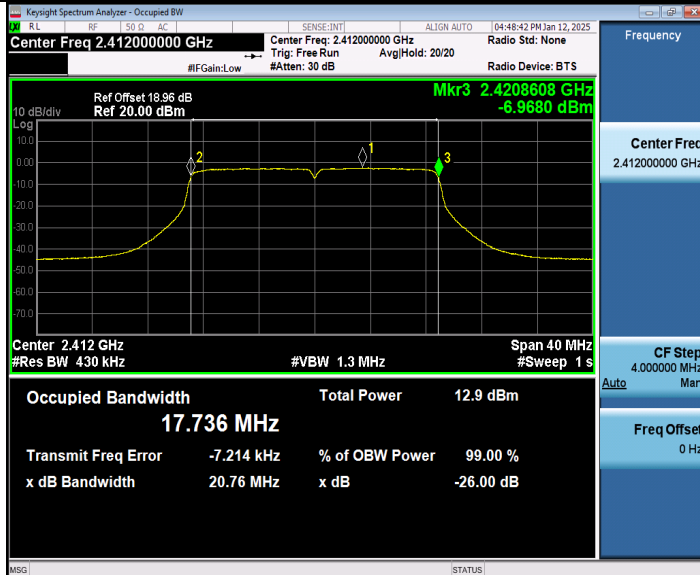 Keysight Spectrum Analyzer - Occupied BW
LXI RL RF 50 Ω AC SENSE:INT ALIGN AUTO 04:48:42 PM Jan 12, 2025
Center Freq 2.412000000 GHz
Center Freq: 2.412000000 GHz
Radio Std: None
Trig: Free Run Avg|Hold: 20/20
#IFGain:Low #Atten: 30 dB Radio Device: BTS
Frequency
Mkr3 2.4208608 GHz
-6.9680 dBm
Ref Offset 18.96 dB
10 dB/div Ref 20.00 dBm
Log
10.0
0.00
-10.0
-20.0
-30.0
-40.0
-50.0
-60.0
-70.0
2
1
3
Center 2.412 GHz Span 40 MHz
#Res BW 430 kHz #VBW 1.3 MHz #Sweep 1 s
Occupied Bandwidth Total Power 12.9 dBm
17.736 MHz
Transmit Freq Error -7.214 kHz % of OBW Power 99.00 %
x dB Bandwidth 20.76 MHz x dB -26.00 dB
Center Freq
2.412000000 GHz
CF Step
4.000000 MHz
Auto Man
Freq Offset
0 Hz
MSG STATUS